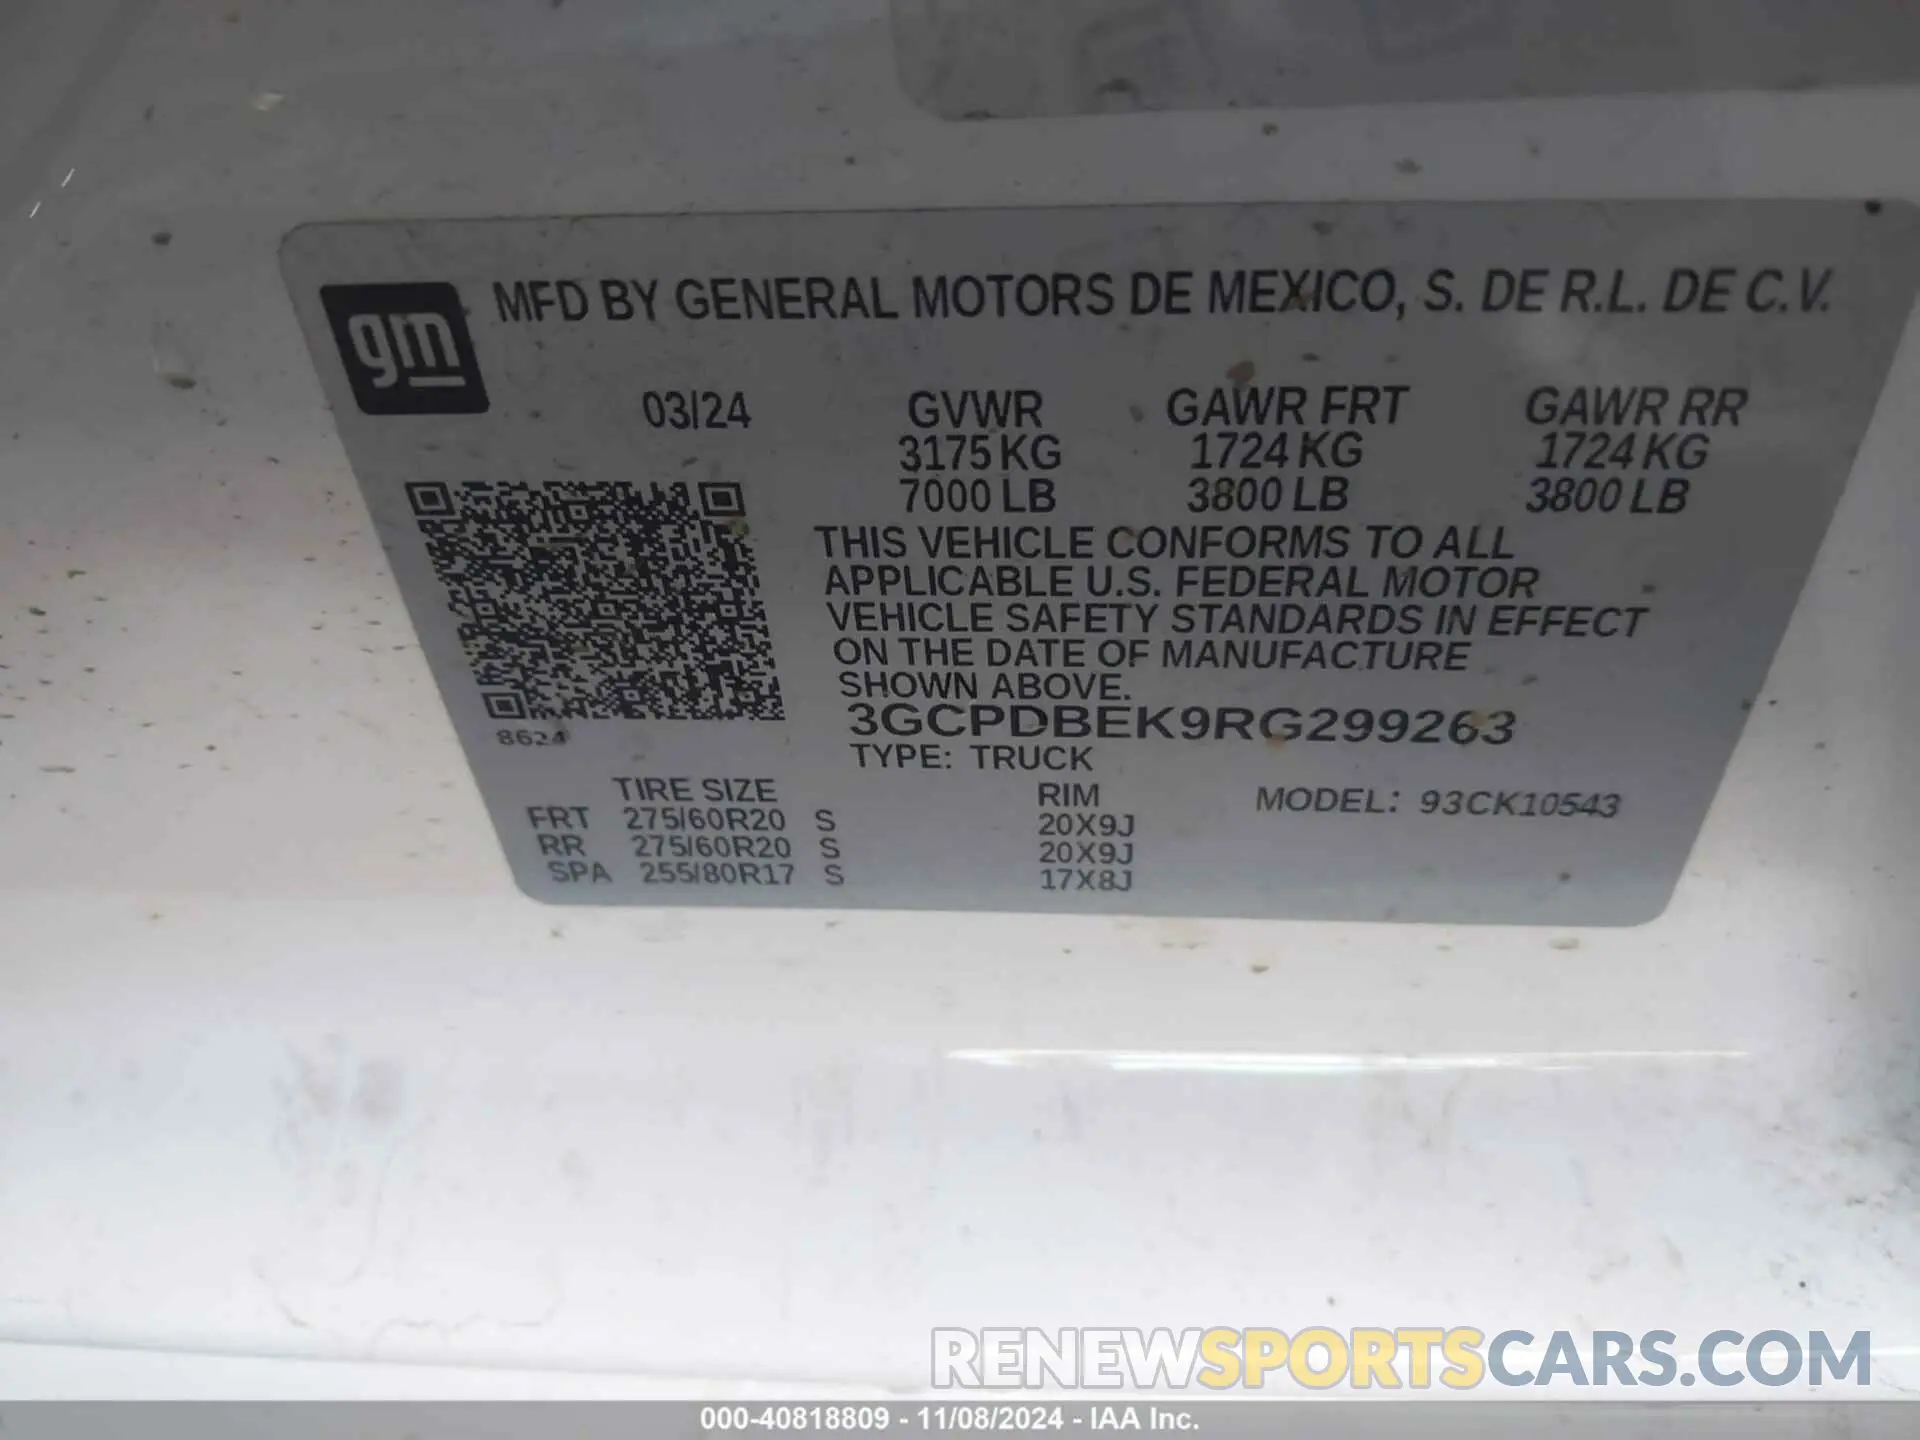 gm
MFD BY GENERAL MOTORS DE MEXICO, S. DE R.L. DE C.V.
03/24 GVWR GAWR FRT GAWR RR
3175 KG 1724 KG 1724 KG
7000 LB 3800 LB 3800 LB
THIS VEHICLE CONFORMS TO ALL
APPLICABLE U.S. FEDERAL MOTOR
VEHICLE SAFETY STANDARDS IN EFFECT
ON THE DATE OF MANUFACTURE
SHOWN ABOVE.
8624 3GCPDBEK9RG299263
TYPE: TRUCK
TIRE SIZE RIM MODEL: 93CK10543
FRT 275/60R20 S 20X9J
RR 275/60R20 S 20X9J
SPA 255/80R17 S 17X8J
RENEWSPORTSCARS.COM
000-40818809 - 11/08/2024 - IAA Inc.